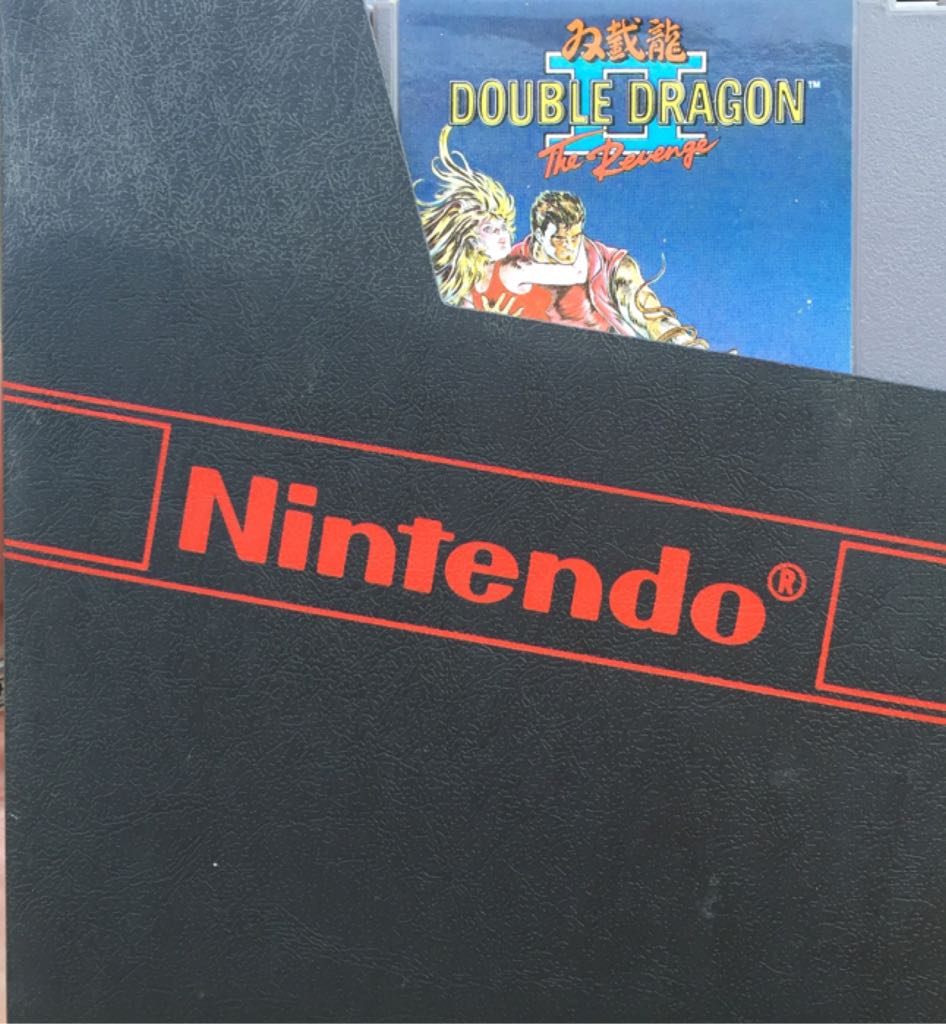 双截龍
DOUBLE DRAGON™
II
The Revenge
Nintendo®